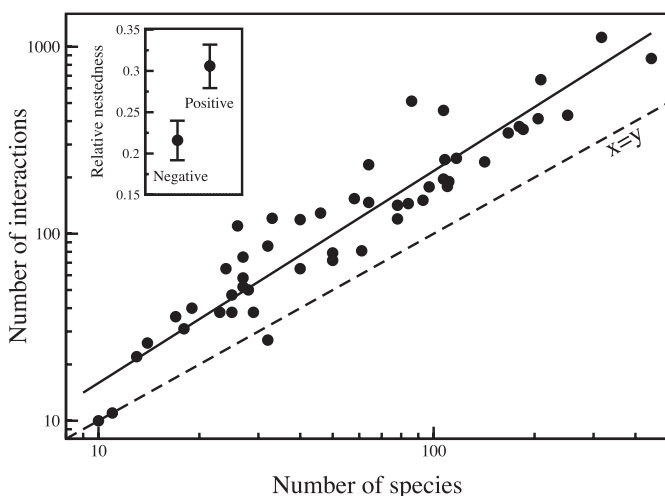 Number of interactions
1000
100
10
10
100
Number of species
Relative nestedness
0.35
0.3
0.25
0.2
0.15
Positive
Negative
x=y